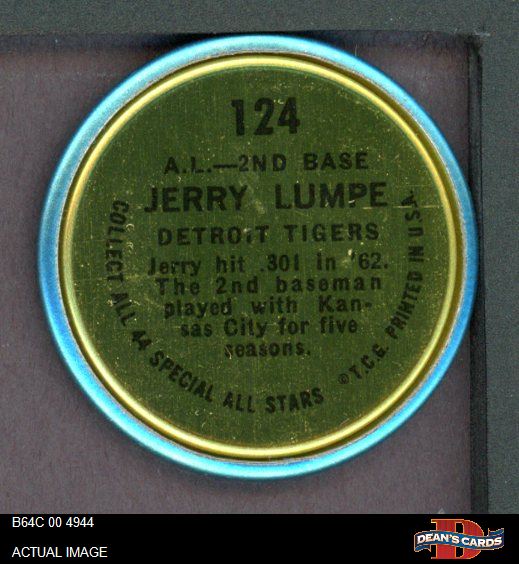 124
A.L.—2ND BASE
JERRY LUMPE
DETROIT TIGERS
Jerry hit .301 in '62.
The 2nd baseman
played with Kan-
sas City for five
seasons.
COLLECT ALL 44 SPECIAL ALL STARS
© T.C.G. PRINTED IN U.S.A.
B64C 00 4944
ACTUAL IMAGE
D
DEAN'S CARDS